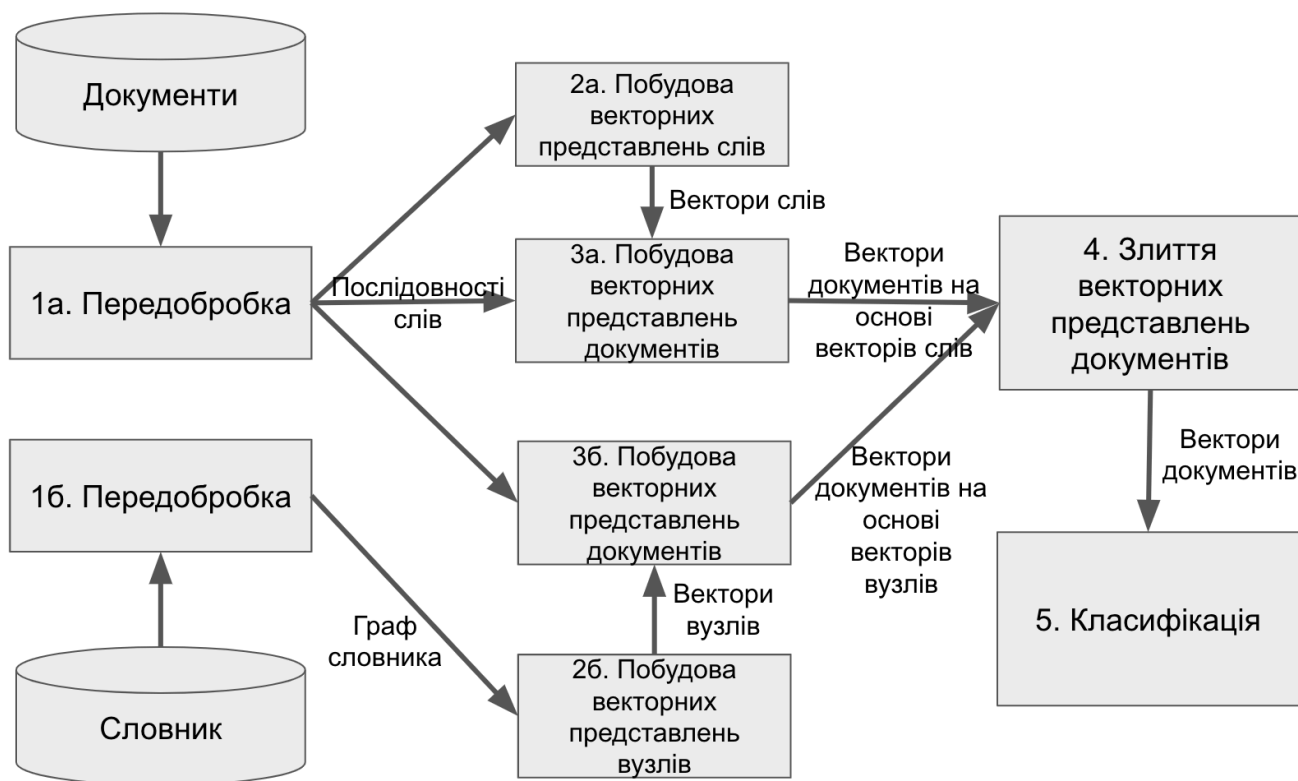 Документи
2а. Побудова
векторних
представлень слів
Вектори слів
1а. Передобробка
Послідовності
слів
3а. Побудова
векторних
представлень
документів
Вектори
документів на
основі
векторів слів
4. Злиття
векторних
представлень
документів
1б. Передобробка
3б. Побудова
векторних
представлень
документів
Вектори
документів на
основі
векторів
вузлів
Вектори
документів
Граф
словника
Вектори
вузлів
5. Класифікація
Словник
2б. Побудова
векторних
представлень
вузлів